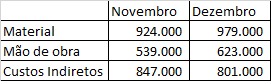 Novembro Dezembro
Material 924.000 979.000
Mão de obra 539.000 623.000
Custos Indiretos 847.000 801.000